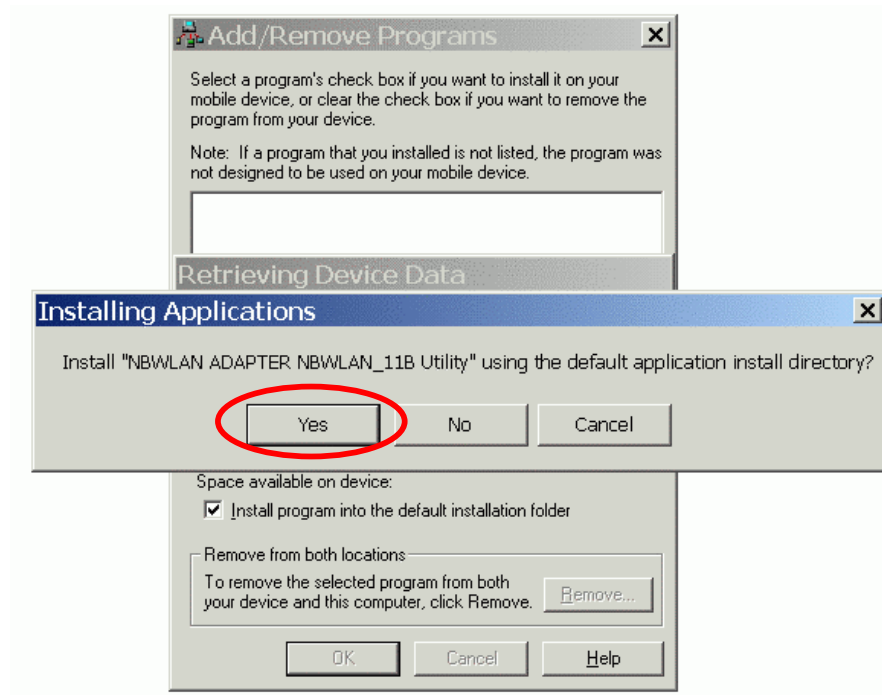 Add/Remove Programs
Select a program's check box if you want to install it on your
mobile device, or clear the check box if you want to remove the
program from your device.
Note: If a program that you installed is not listed, the program was
not designed to be used on your mobile device.
Retrieving Device Data
Installing Applications
Install "NBWLAN ADAPTER NBWLAN_11B Utility" using the default application install directory?
Yes No Cancel
Space available on device:
Install program into the default installation folder
Remove from both locations
To remove the selected program from both
your device and this computer, click Remove.
Remove...
OK Cancel Help